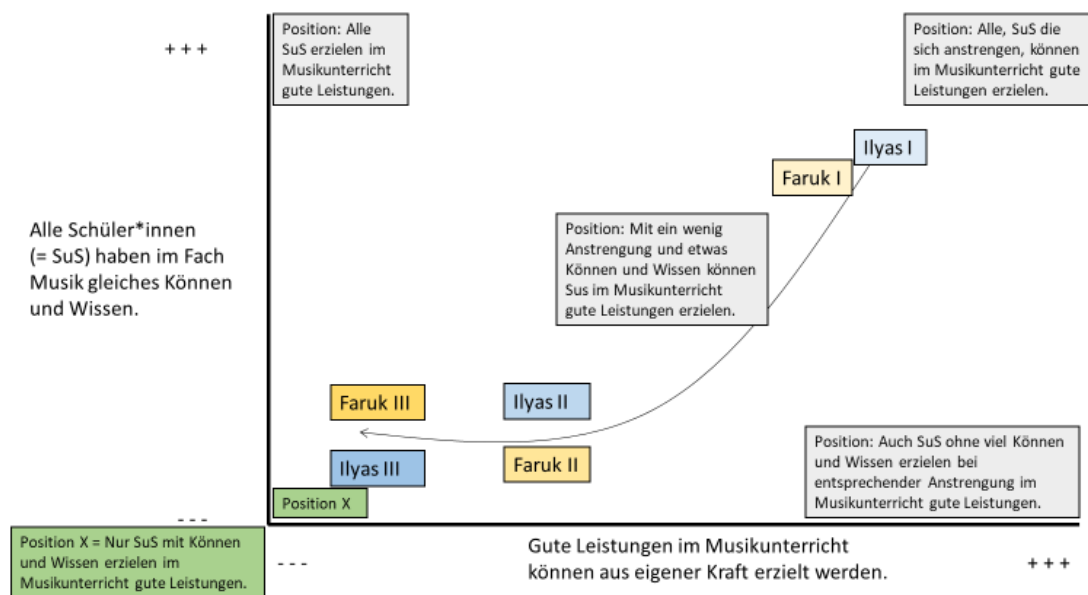 Position: Alle
SuS erzielen im
Musikunterricht
gute Leistungen.
Position: Alle, SuS die
sich anstrengen, können
im Musikunterricht gute
Leistungen erzielen.
+ + +
Ilyas I
Faruk I
Alle Schüler*innen
(= SuS) haben im Fach
Musik gleiches Können
und Wissen.
Position: Mit ein wenig
Anstrengung und etwas
Können und Wissen können
Sus im Musikunterricht
gute Leistungen erzielen.
Faruk III
Ilyas II
Ilyas III
Faruk II
Position: Auch SuS ohne viel Können
und Wissen erzielen bei
entsprechender Anstrengung im
Musikunterricht gute Leistungen.
Position X
- - -
Position X = Nur SuS mit Können
und Wissen erzielen im
Musikunterricht gute Leistungen.
- - -
Gute Leistungen im Musikunterricht
können aus eigener Kraft erzielt werden.
+ + +